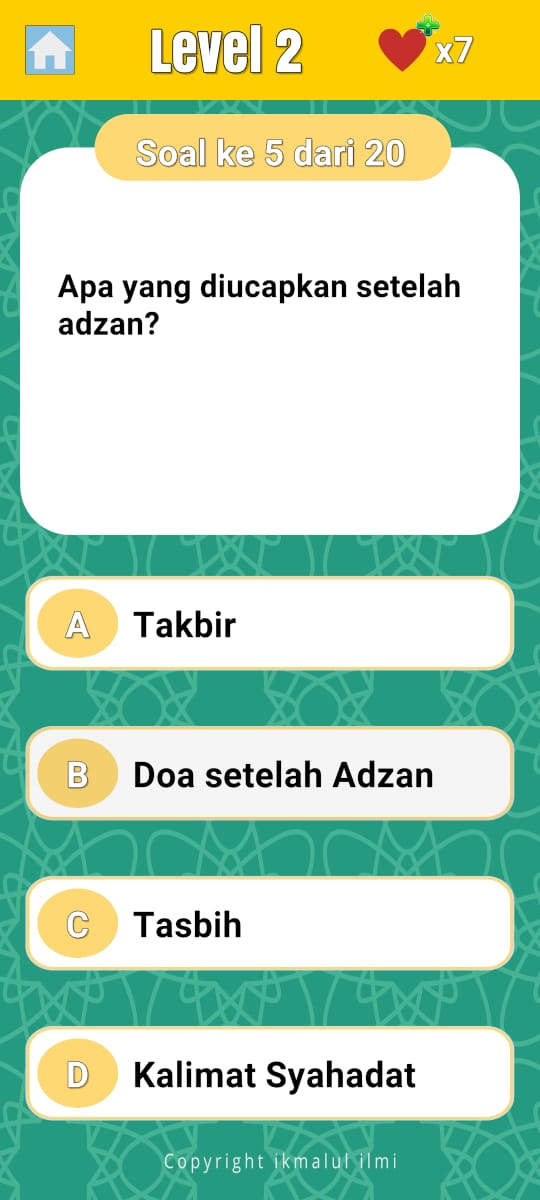 Level 2
x7
Soal ke 5 dari 20
Apa yang diucapkan setelah
adzan?
A Takbir
B Doa setelah Adzan
C Tasbih
D Kalimat Syahadat
Copyright ikmalul ilmi